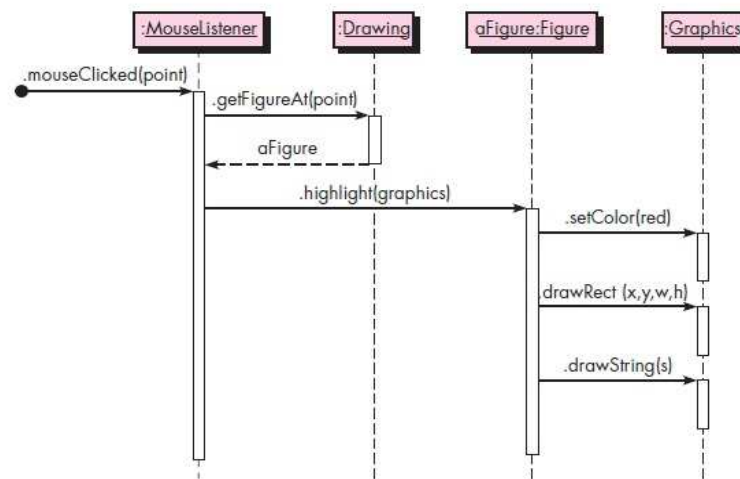 :MouseListener
:Drawing
aFigure:Figure
:Graphics
.mouseClicked(point)
.getFigureAt(point)
aFigure
.highlight(graphics)
.setColor(red)
.drawRect (x,y,w,h)
.drawString(s)